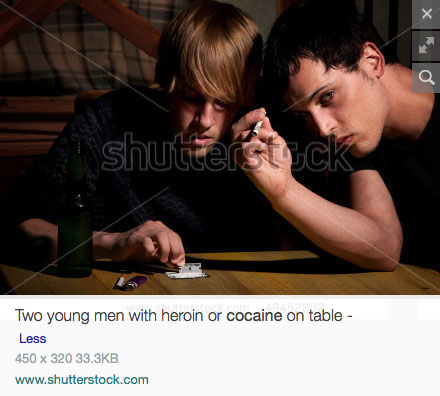 shutterstock
Two young men with heroin or cocaine on table -
Less
450 x 320 33.3KB
www.shutterstock.com